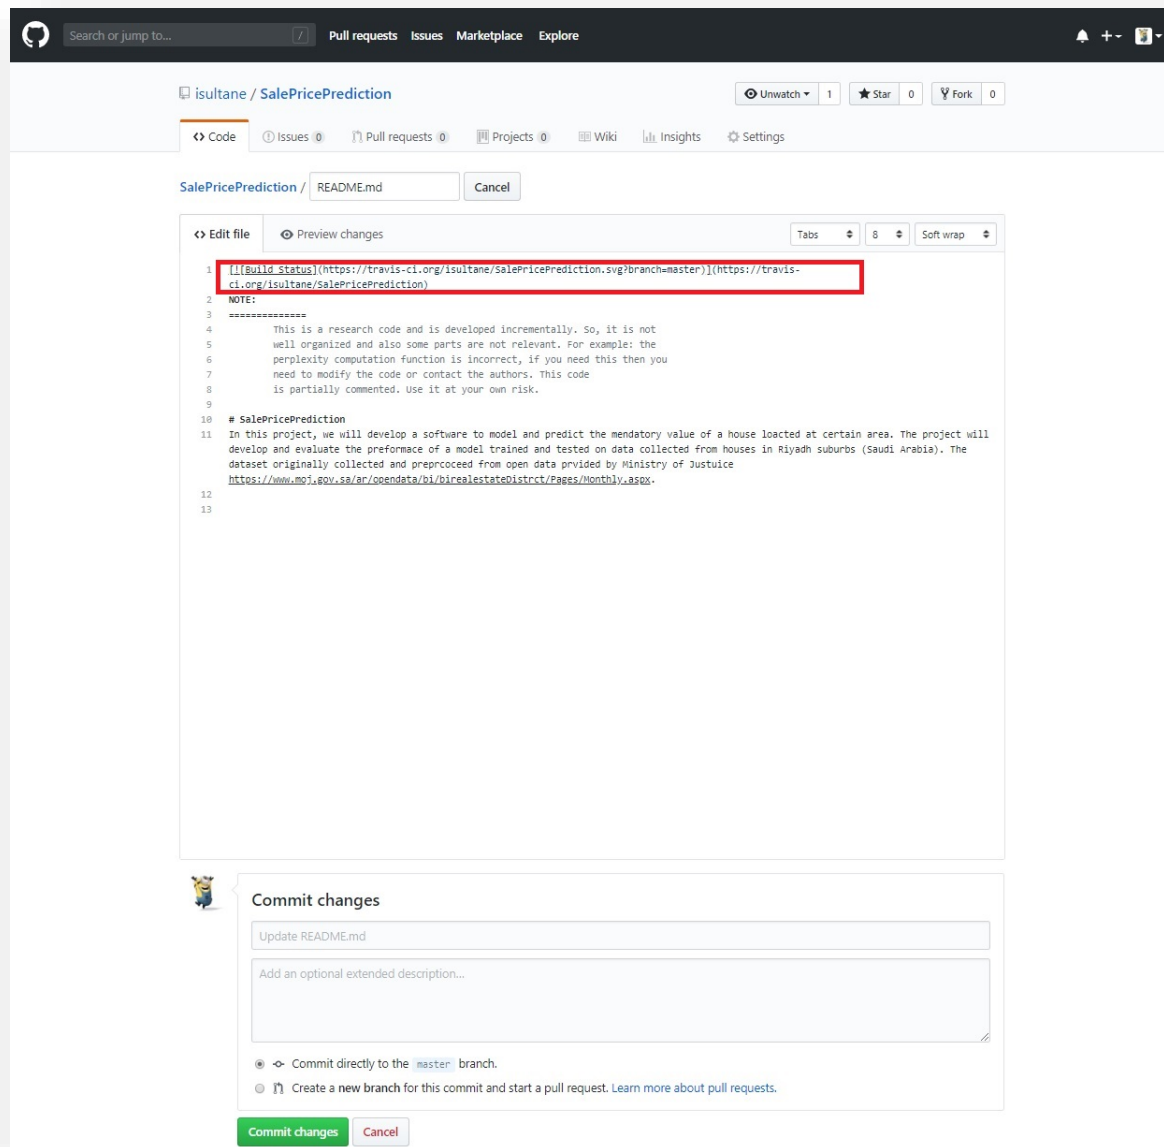 Search or jump to... / Pull requests Issues Marketplace Explore
isultane / SalePricePrediction Unwatch 1 Star 0 Fork 0
Code Issues 0 Pull requests 0 Projects 0 Wiki Insights Settings
SalePricePrediction / README.md Cancel
Edit file Preview changes Tabs 8 Soft wrap
1 [![Build Status](https://travis-ci.org/isultane/SalePricePrediction.svg?branch=master)](https://travis-
ci.org/isultane/SalePricePrediction)
2 NOTE:
3 ==============
4 This is a research code and is developed incrementally. So, it is not
5 well organized and also some parts are not relevant. For example: the
6 perplexity computation function is incorrect, if you need this then you
7 need to modify the code or contact the authors. This code
8 is partially commented. Use it at your own risk.
9
10 # SalePricePrediction
11 In this project, we will develop a software to model and predict the mendatory value of a house loacted at certain area. The project will
develop and evaluate the preformace of a model trained and tested on data collected from houses in Riyadh suburbs (Saudi Arabia). The
dataset originally collected and preprcoceed from open data prvided by Ministry of Justuice
https://www.moj.gov.sa/ar/opendata/bi/birealestateDistrct/Pages/Monthly.aspx.
12
13
Commit changes
Update README.md
Add an optional extended description...
Commit directly to the master branch.
Create a new branch for this commit and start a pull request. Learn more about pull requests.
Commit changes Cancel